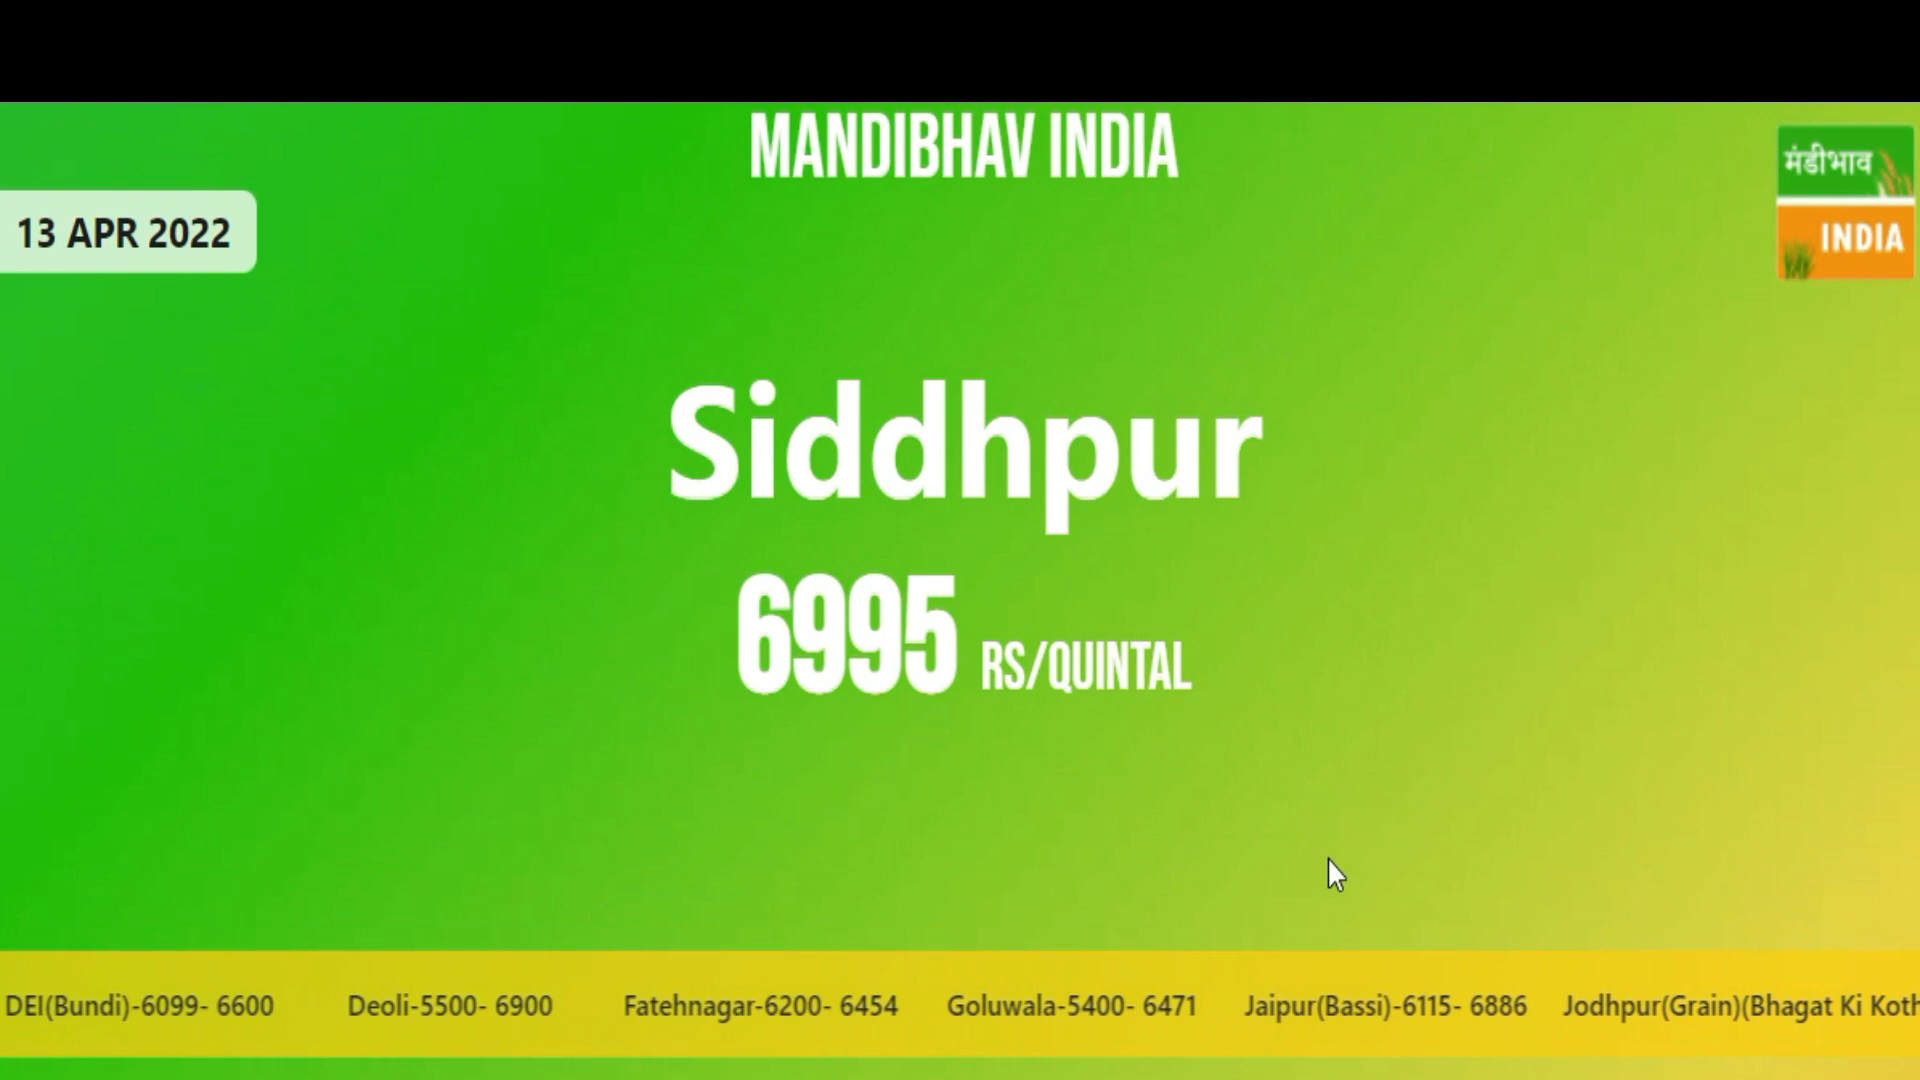 MANDIBHAV INDIA
मंडीभाव
INDIA
13 APR 2022
Siddhpur
6995 RS/QUINTAL
DEI(Bundi)-6099- 6600 Deoli-5500- 6900 Fatehnagar-6200- 6454 Goluwala-5400- 6471 Jaipur(Bassi)-6115- 6886 Jodhpur(Grain)(Bhagat Ki